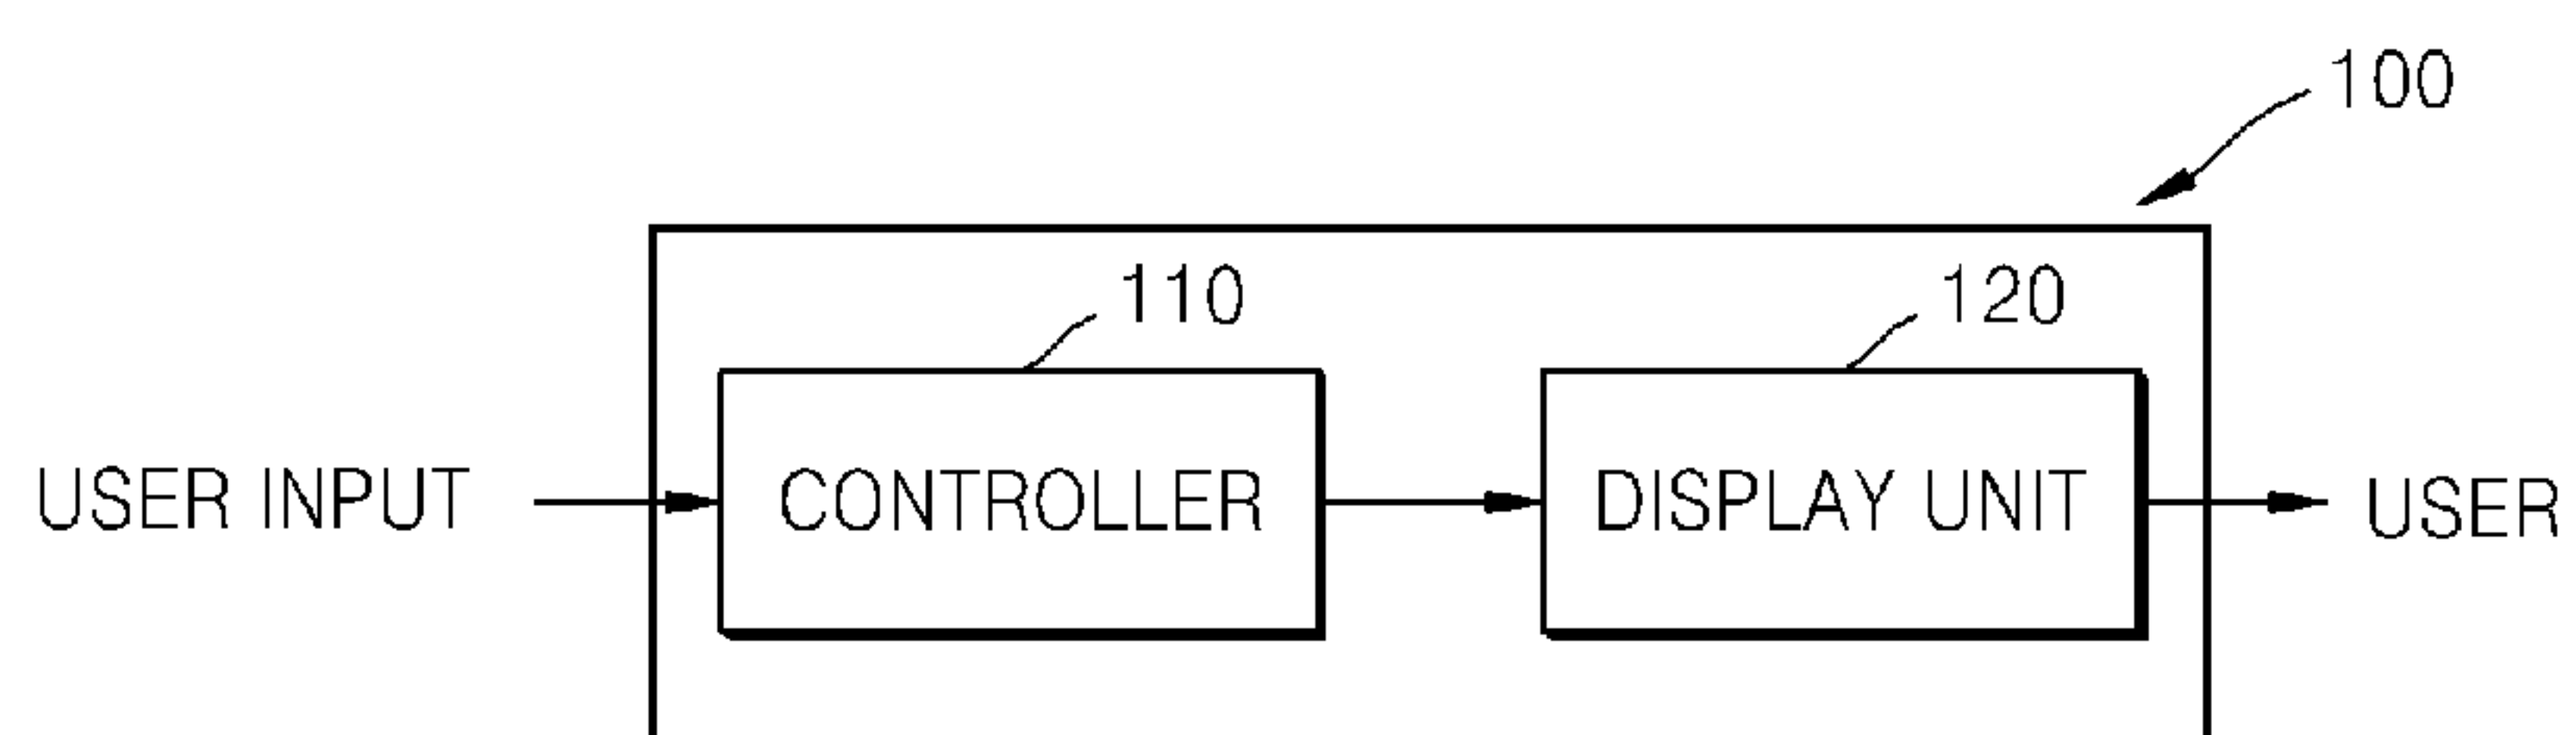 100
110
120
USER INPUT
CONTROLLER
DISPLAY UNIT
USER